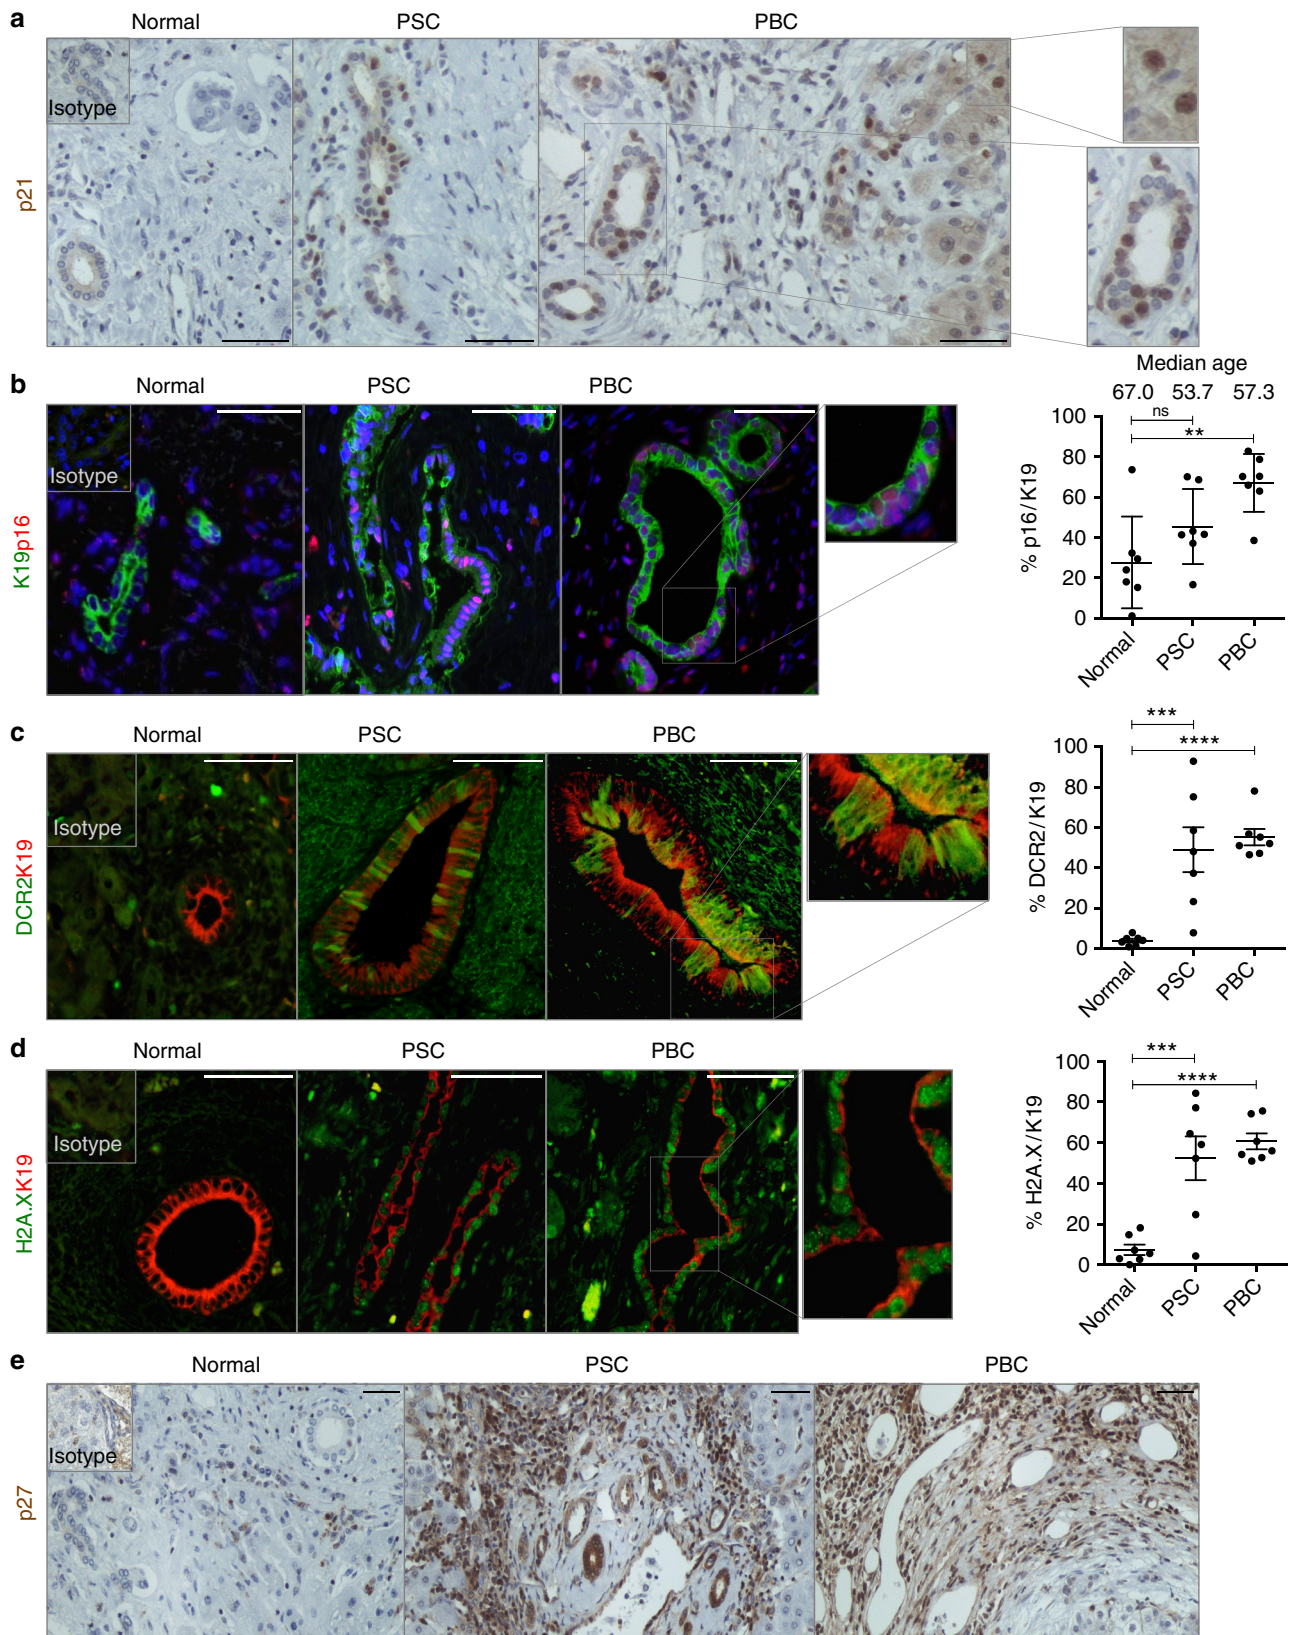 a
Normal PSC PBC
Isotype
p21
b
Normal PSC PBC
Isotype
K19p16
Median age
67.0 53.7 57.3
ns
**
100
80
60
40
20
0
% p16/K19
Normal PSC PBC
c
Normal PSC PBC
Isotype
DCR2K19
***
****
100
80
60
40
20
0
% DCR2/K19
Normal PSC PBC
d
Normal PSC PBC
Isotype
H2A.XK19
***
****
100
80
60
40
20
0
% H2A.X/K19
Normal PSC PBC
e
Normal PSC PBC
Isotype
p27